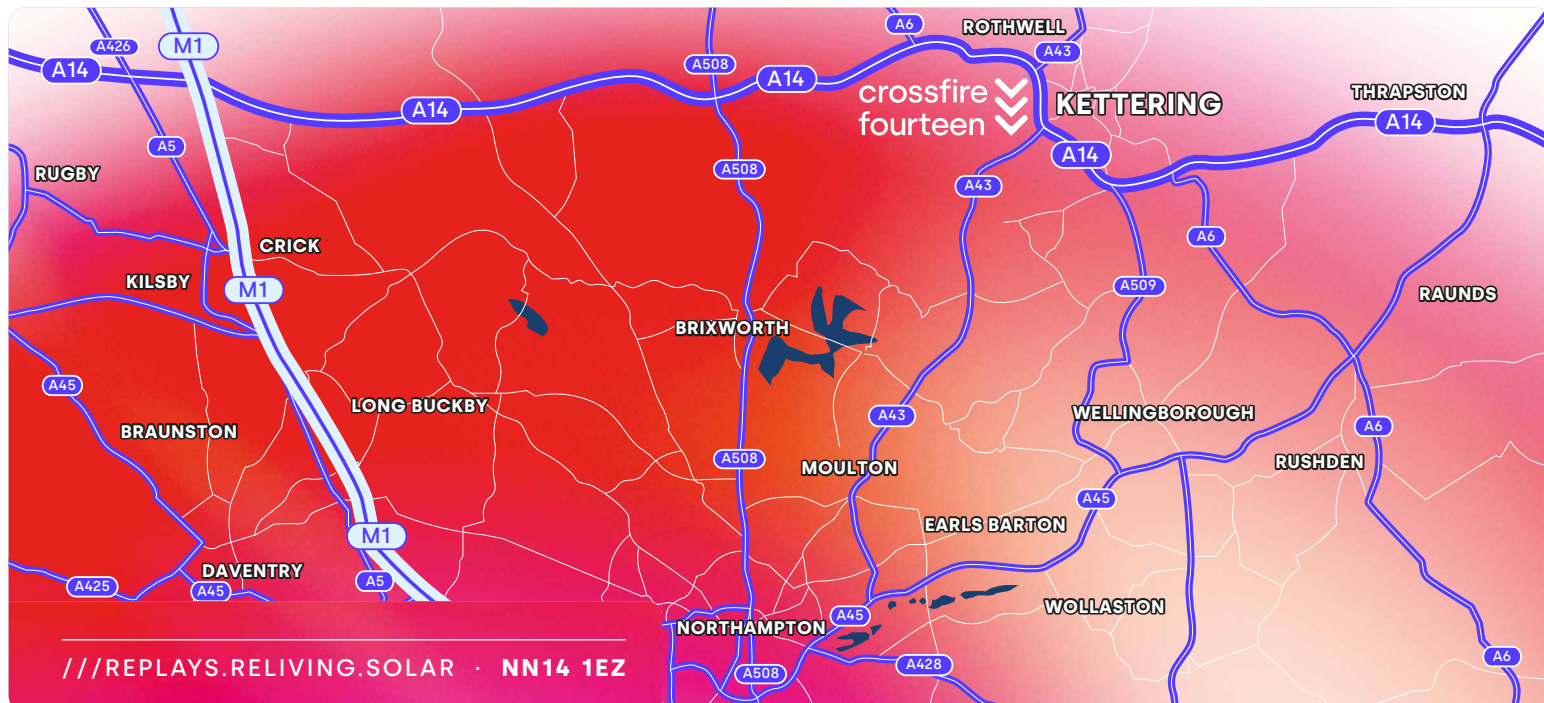 M1
A6
ROTHWELL
A426
A43
A14
A508
A14
crossfire
fourteen
KETTERING
THRAPSTON
A14
A14
A5
A14
RUGBY
A508
A43
A6
CRICK
KILSBY
M1
A509
RAUNDS
BRIXWORTH
A45
LONG BUCKBY
A43
WELLINGBOROUGH
BRAUNSTON
A6
A508
MOULTON
RUSHDEN
A45
EARLS BARTON
M1
DAVENTRY
A425
A45
A5
WOLLASTON
A45
NORTHAMPTON
A6
///REPLAYS.RELIVING.SOLAR · NN14 1EZ
A508
A428